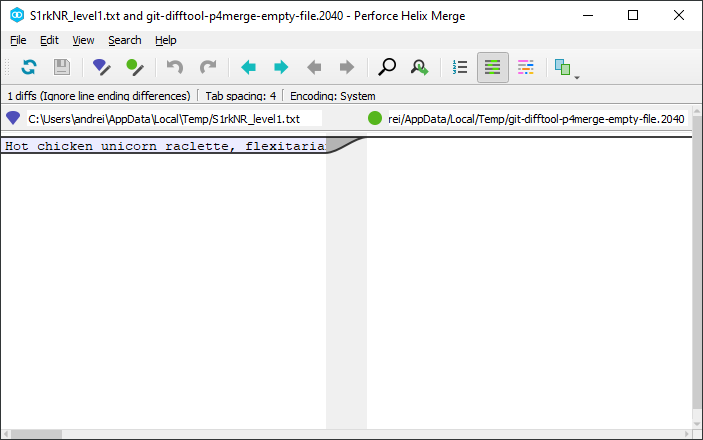 S1rkNR_level1.txt and git-difftool-p4merge-empty-file.2040 - Perforce Helix Merge
File Edit View Search Help
1 diffs (Ignore line ending differences) Tab spacing: 4 Encoding: System
C:\Users\andrei\AppData\Local\Temp/S1rkNR_level1.txt rei/AppData/Local/Temp/git-difftool-p4merge-empty-file.2040
Hot chicken unicorn raclette, flexitaria